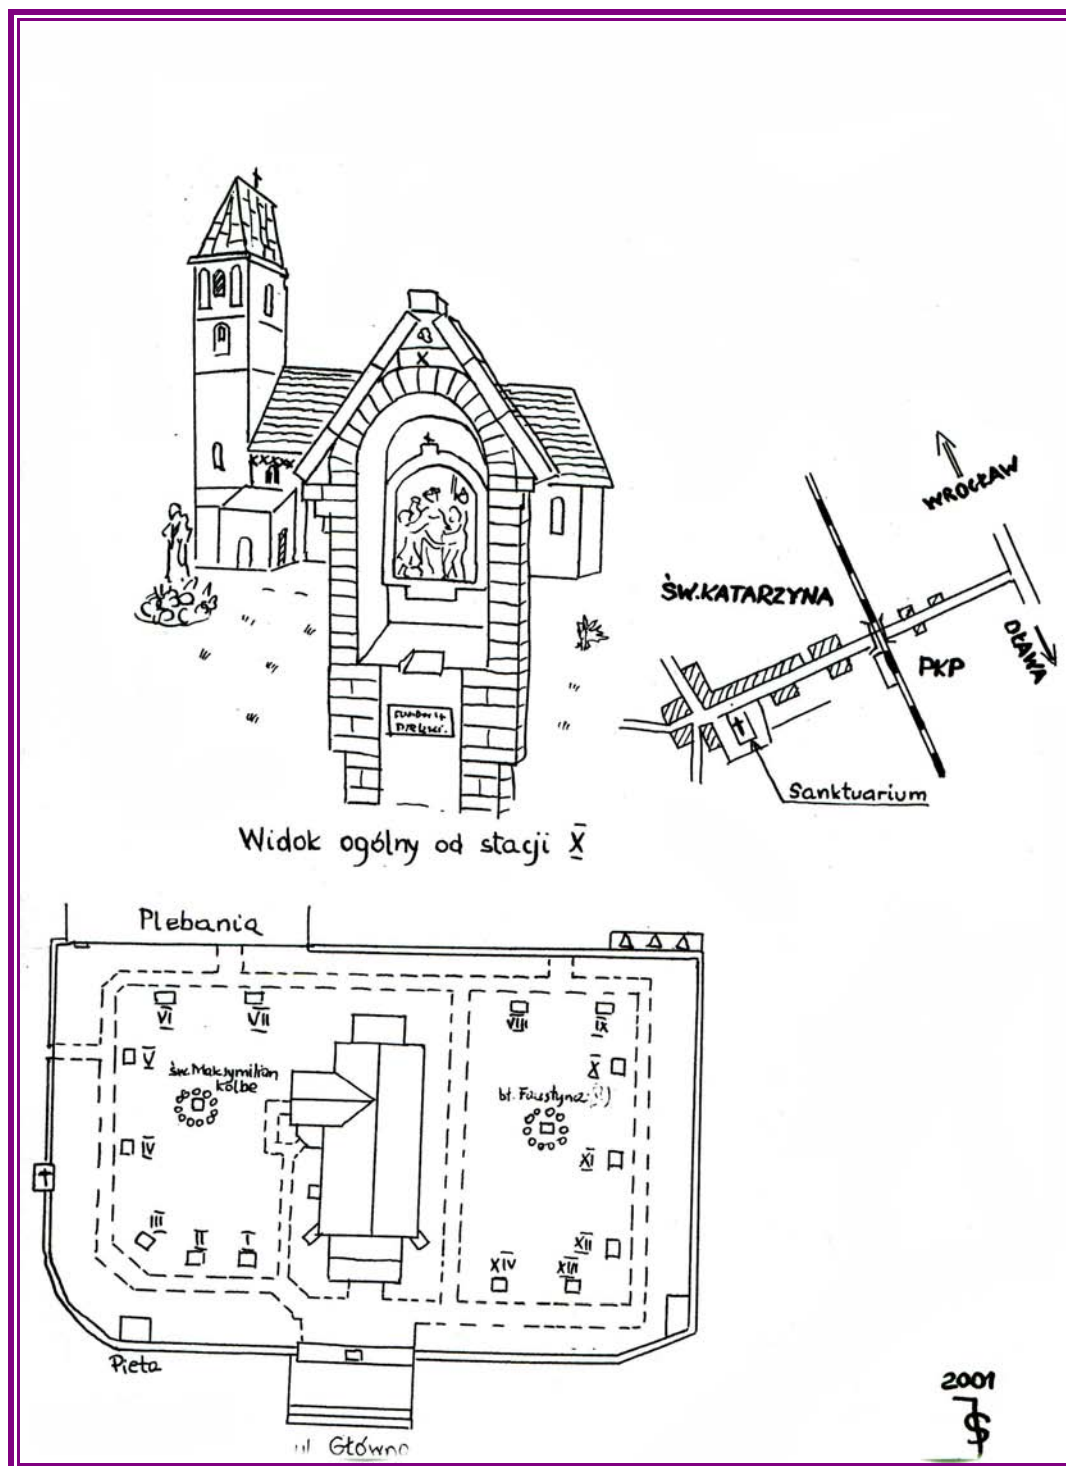 X
WROCŁAW
ŚW. KATARZYNA
OŁAWA
PKP
Sanktuarium
Widok ogólny od stacji X
Plebania
VI
VII
VIII
IX
V
św. Maksymilian
Kolbe
X
bł. Faustyna
IV
XI
III
II
I
XII
XIV
XIII
Pieta
ul Główna
2001